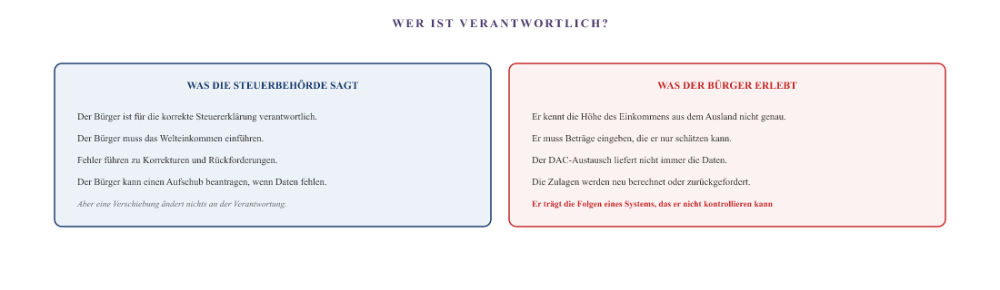 WER IST VERANTWORTLICH?
WAS DIE STEUERBEHÖRDE SAGT
Der Bürger ist für die korrekte Steuererklärung verantwortlich.
Der Bürger muss das Welteinkommen einführen.
Fehler führen zu Korrekturen und Rückforderungen.
Der Bürger kann einen Aufschub beantragen, wenn Daten fehlen.
Aber eine Verschiebung ändert nichts an der Verantwortung.
WAS DER BÜRGER ERLEBT
Er kennt die Höhe des Einkommens aus dem Ausland nicht genau.
Er muss Beträge eingeben, die er nur schätzen kann.
Der DAC-Austausch liefert nicht immer die Daten.
Die Zulagen werden neu berechnet oder zurückgefordert.
Er trägt die Folgen eines Systems, das er nicht kontrollieren kann